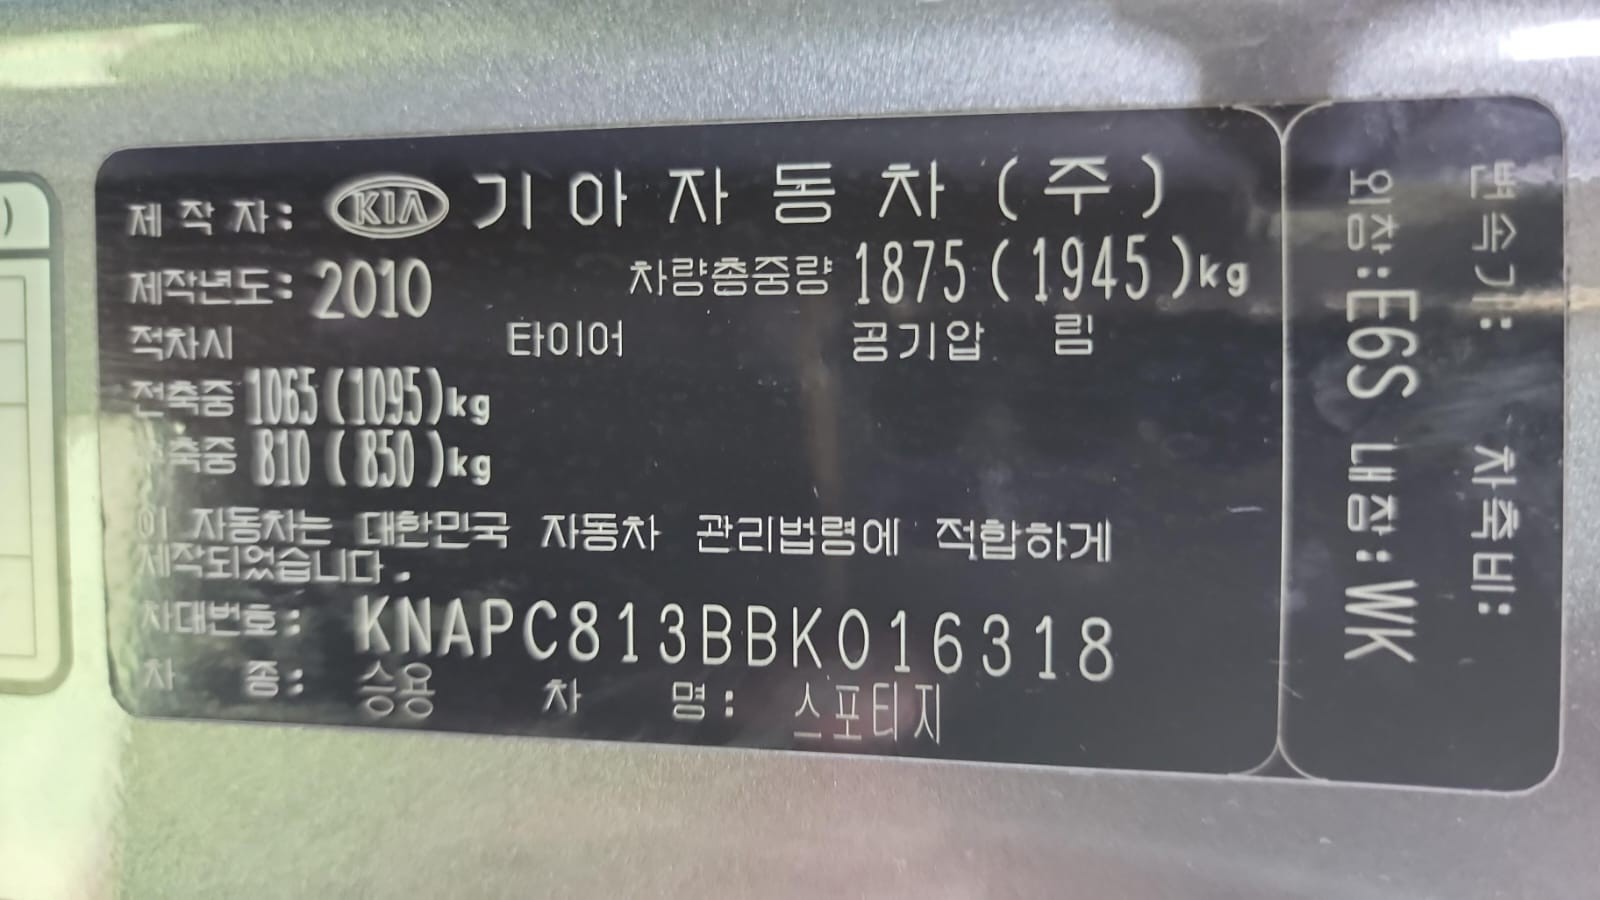 제 작 자: KIA 기아자동차(주)
제작년도: 2010 차량총중량 1875(1945)kg
적차시 타이어 공기압 림
전축중 1065(1095)kg
후축중 810(850)kg
이 자동차는 대한민국 자동차 관리법령에 적합하게
제작되었습니다.
차대번호: KNAPC813BBK016318
차 종: 승용 차 명: 스포티지
변속기: 차축비:
외장:E6S 내장:WK
)